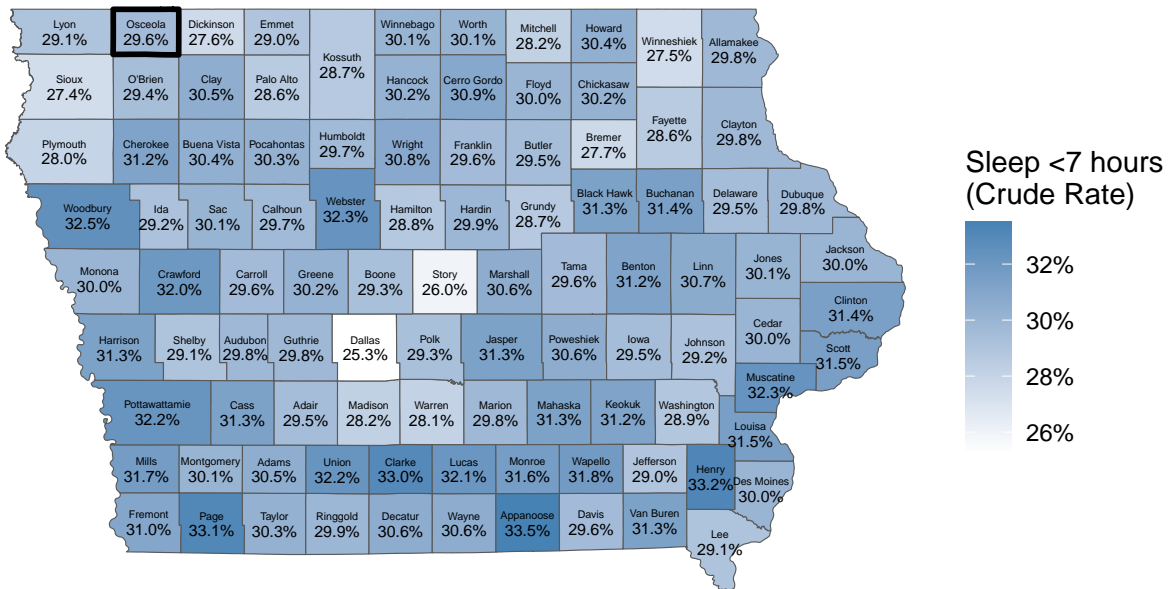 Lyon
29.1%
Osceola
29.6%
Dickinson
27.6%
Emmet
29.0%
Kossuth
28.7%
Winnebago
30.1%
Worth
30.1%
Mitchell
28.2%
Howard
30.4%
Winneshiek
27.5%
Allamakee
29.8%
Sioux
27.4%
O'Brien
29.4%
Clay
30.5%
Palo Alto
28.6%
Hancock
30.2%
Cerro Gordo
30.9%
Floyd
30.0%
Chickasaw
30.2%
Fayette
28.6%
Clayton
29.8%
Plymouth
28.0%
Cherokee
31.2%
Buena Vista
30.4%
Pocahontas
30.3%
Humboldt
29.7%
Wright
30.8%
Franklin
29.6%
Butler
29.5%
Bremer
27.7%
Woodbury
32.5%
Ida
29.2%
Sac
30.1%
Calhoun
29.7%
Webster
32.3%
Hamilton
28.8%
Hardin
29.9%
Grundy
28.7%
Black Hawk
31.3%
Buchanan
31.4%
Delaware
29.5%
Dubuque
29.8%
Monona
30.0%
Crawford
32.0%
Carroll
29.6%
Greene
30.2%
Boone
29.3%
Story
26.0%
Marshall
30.6%
Tama
29.6%
Benton
31.2%
Linn
30.7%
Jones
30.1%
Jackson
30.0%
Clinton
31.4%
Harrison
31.3%
Shelby
29.1%
Audubon
29.8%
Guthrie
29.8%
Dallas
25.3%
Polk
29.3%
Jasper
31.3%
Poweshiek
30.6%
Iowa
29.5%
Johnson
29.2%
Cedar
30.0%
Scott
31.5%
Muscatine
32.3%
Pottawattamie
32.2%
Cass
31.3%
Adair
29.5%
Madison
28.2%
Warren
28.1%
Marion
29.8%
Mahaska
31.3%
Keokuk
31.2%
Washington
28.9%
Louisa
31.5%
Mills
31.7%
Montgomery
30.1%
Adams
30.5%
Union
32.2%
Clarke
33.0%
Lucas
32.1%
Monroe
31.6%
Wapello
31.8%
Jefferson
29.0%
Henry
33.2%
Des Moines
30.0%
Fremont
31.0%
Page
33.1%
Taylor
30.3%
Ringgold
29.9%
Decatur
30.6%
Wayne
30.6%
Appanoose
33.5%
Davis
29.6%
Van Buren
31.3%
Lee
29.1%
Sleep <7 hours
(Crude Rate)
32%
30%
28%
26%